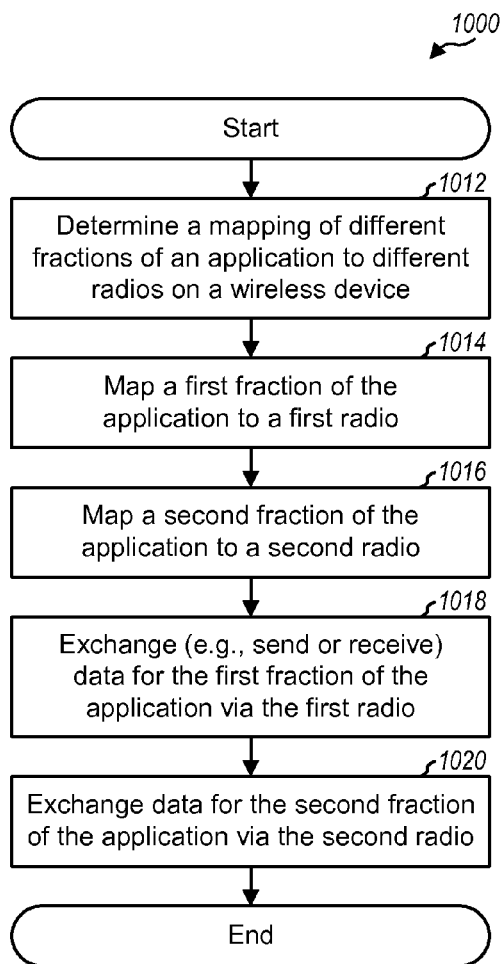 1000
Start
1012
Determine a mapping of different
fractions of an application to different
radios on a wireless device
1014
Map a first fraction of the
application to a first radio
1016
Map a second fraction of the
application to a second radio
1018
Exchange (e.g., send or receive)
data for the first fraction of the
application via the first radio
1020
Exchange data for the second fraction
of the application via the second radio
End